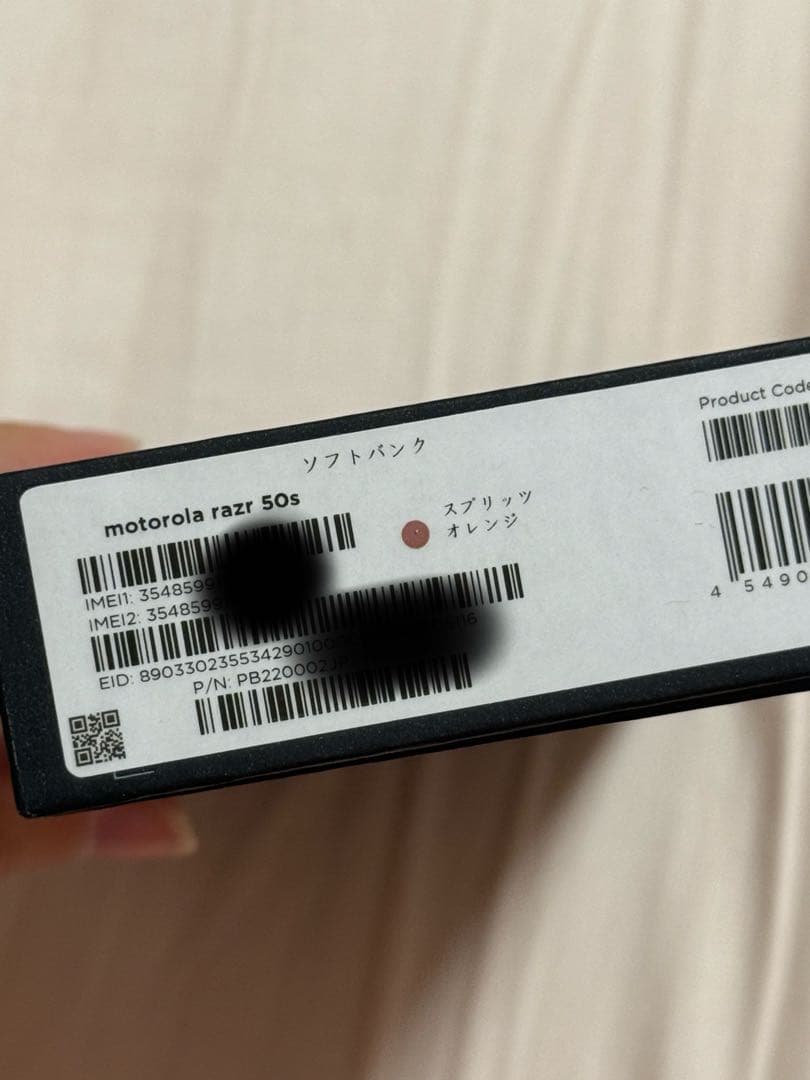 ソフトバンク
motorola razr 50s
スプリッツ
オレンジ
IMEI1: 3548599
IMEI2: 3548599
EID: 890330235534290100
P/N: PB220002JP
Product Code
4 5490